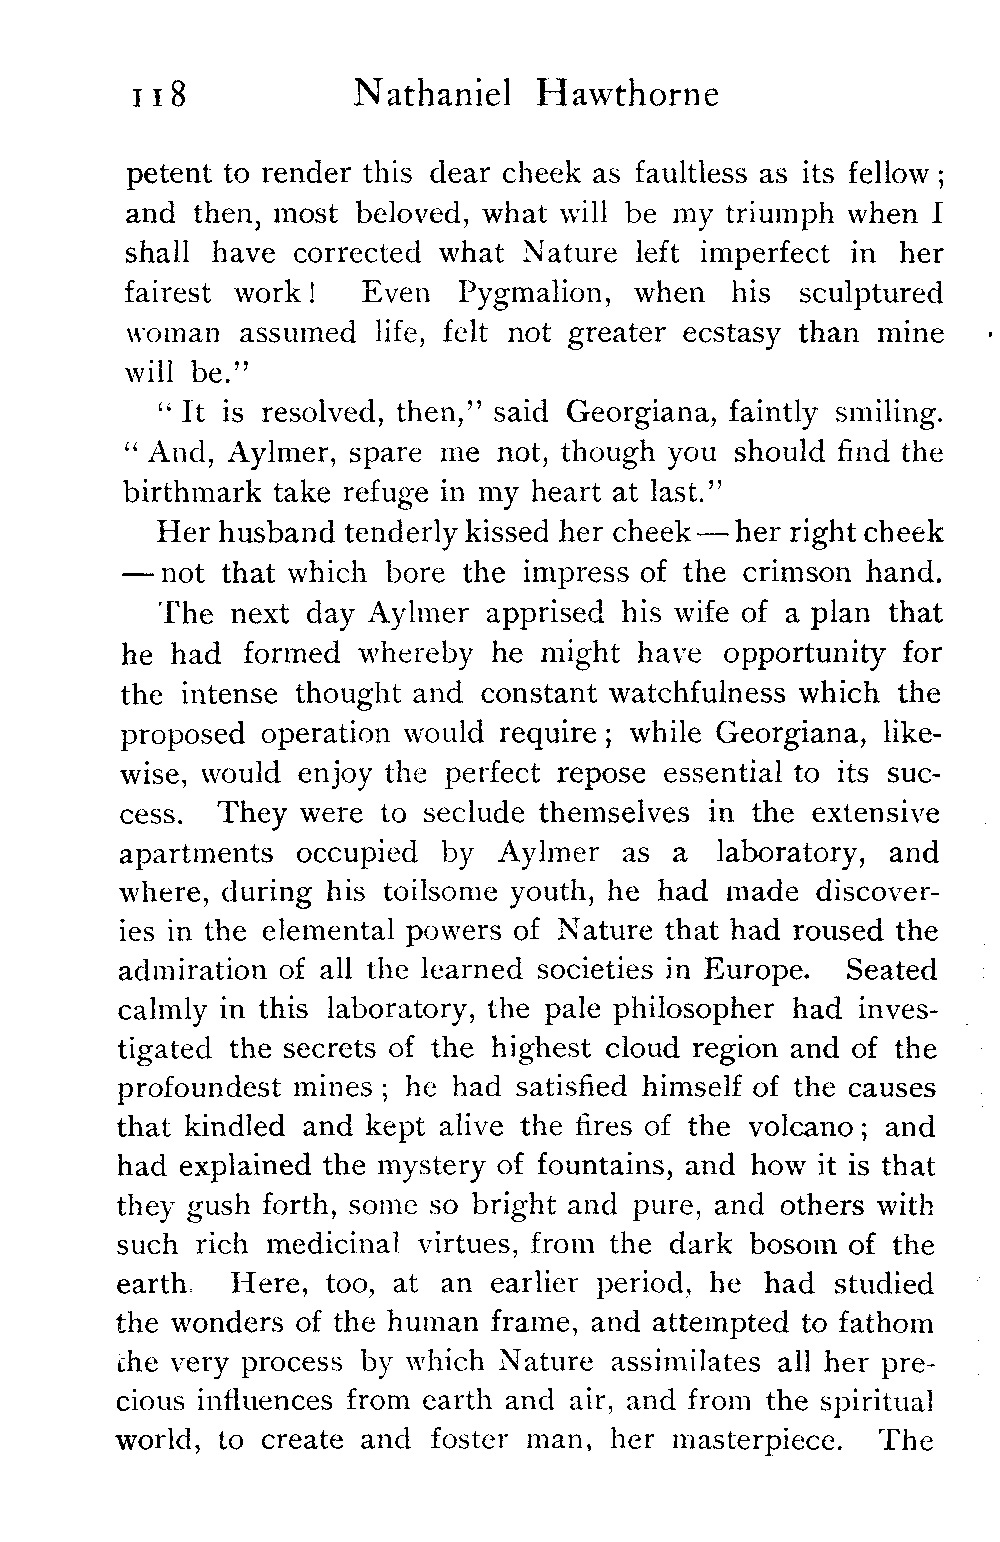 118 Nathaniel Hawthorne
petent to render this dear cheek as faultless as its fellow;
and then, most beloved, what will be my triumph when I
shall have corrected what Nature left imperfect in her
fairest work! Even Pygmalion, when his sculptured
woman assumed life, felt not greater ecstasy than mine
will be."
"It is resolved, then," said Georgiana, faintly smiling.
"And, Aylmer, spare me not, though you should find the
birthmark take refuge in my heart at last."
Her husband tenderly kissed her cheek—her right cheek
—not that which bore the impress of the crimson hand.
The next day Aylmer apprised his wife of a plan that
he had formed whereby he might have opportunity for
the intense thought and constant watchfulness which the
proposed operation would require; while Georgiana, like-
wise, would enjoy the perfect repose essential to its suc-
cess. They were to seclude themselves in the extensive
apartments occupied by Aylmer as a laboratory, and
where, during his toilsome youth, he had made discover-
ies in the elemental powers of Nature that had roused the
admiration of all the learned societies in Europe. Seated
calmly in this laboratory, the pale philosopher had inves-
tigated the secrets of the highest cloud region and of the
profoundest mines; he had satisfied himself of the causes
that kindled and kept alive the fires of the volcano; and
had explained the mystery of fountains, and how it is that
they gush forth, some so bright and pure, and others with
such rich medicinal virtues, from the dark bosom of the
earth. Here, too, at an earlier period, he had studied
the wonders of the human frame, and attempted to fathom
the very process by which Nature assimilates all her pre-
cious influences from earth and air, and from the spiritual
world, to create and foster man, her masterpiece. The